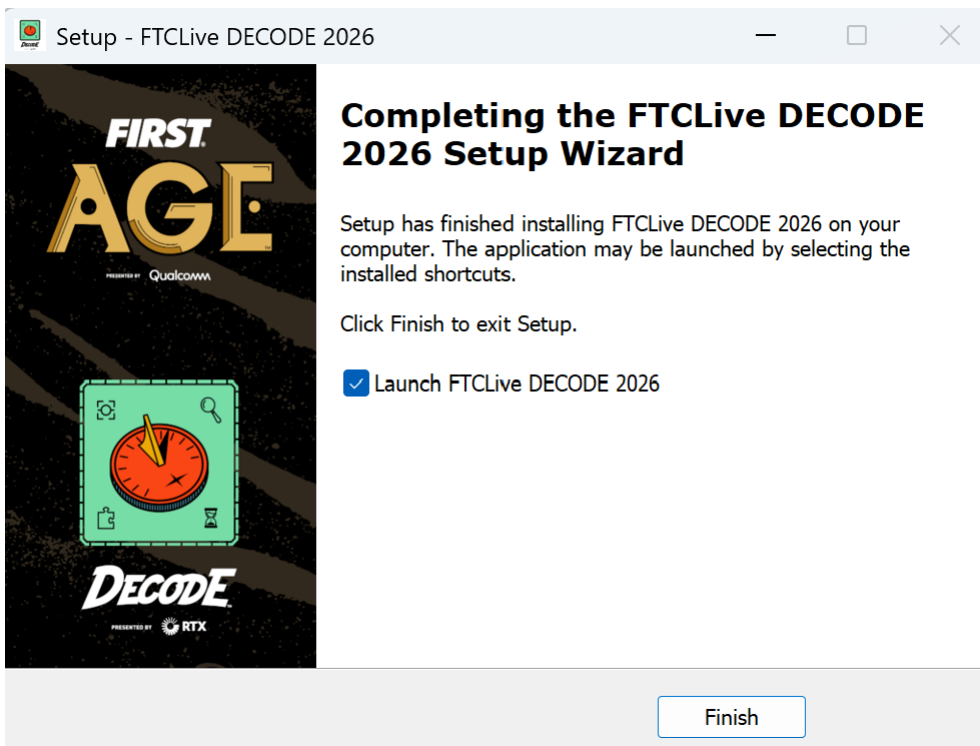 DECODE
Setup - FTCLive DECODE 2026
FIRST
AGE
PRESENTED BY Qualcomm
DECODE
PRESENTED BY RTX
Completing the FTCLive DECODE
2026 Setup Wizard
Setup has finished installing FTCLive DECODE 2026 on your
computer. The application may be launched by selecting the
installed shortcuts.
Click Finish to exit Setup.
Launch FTCLive DECODE 2026
Finish